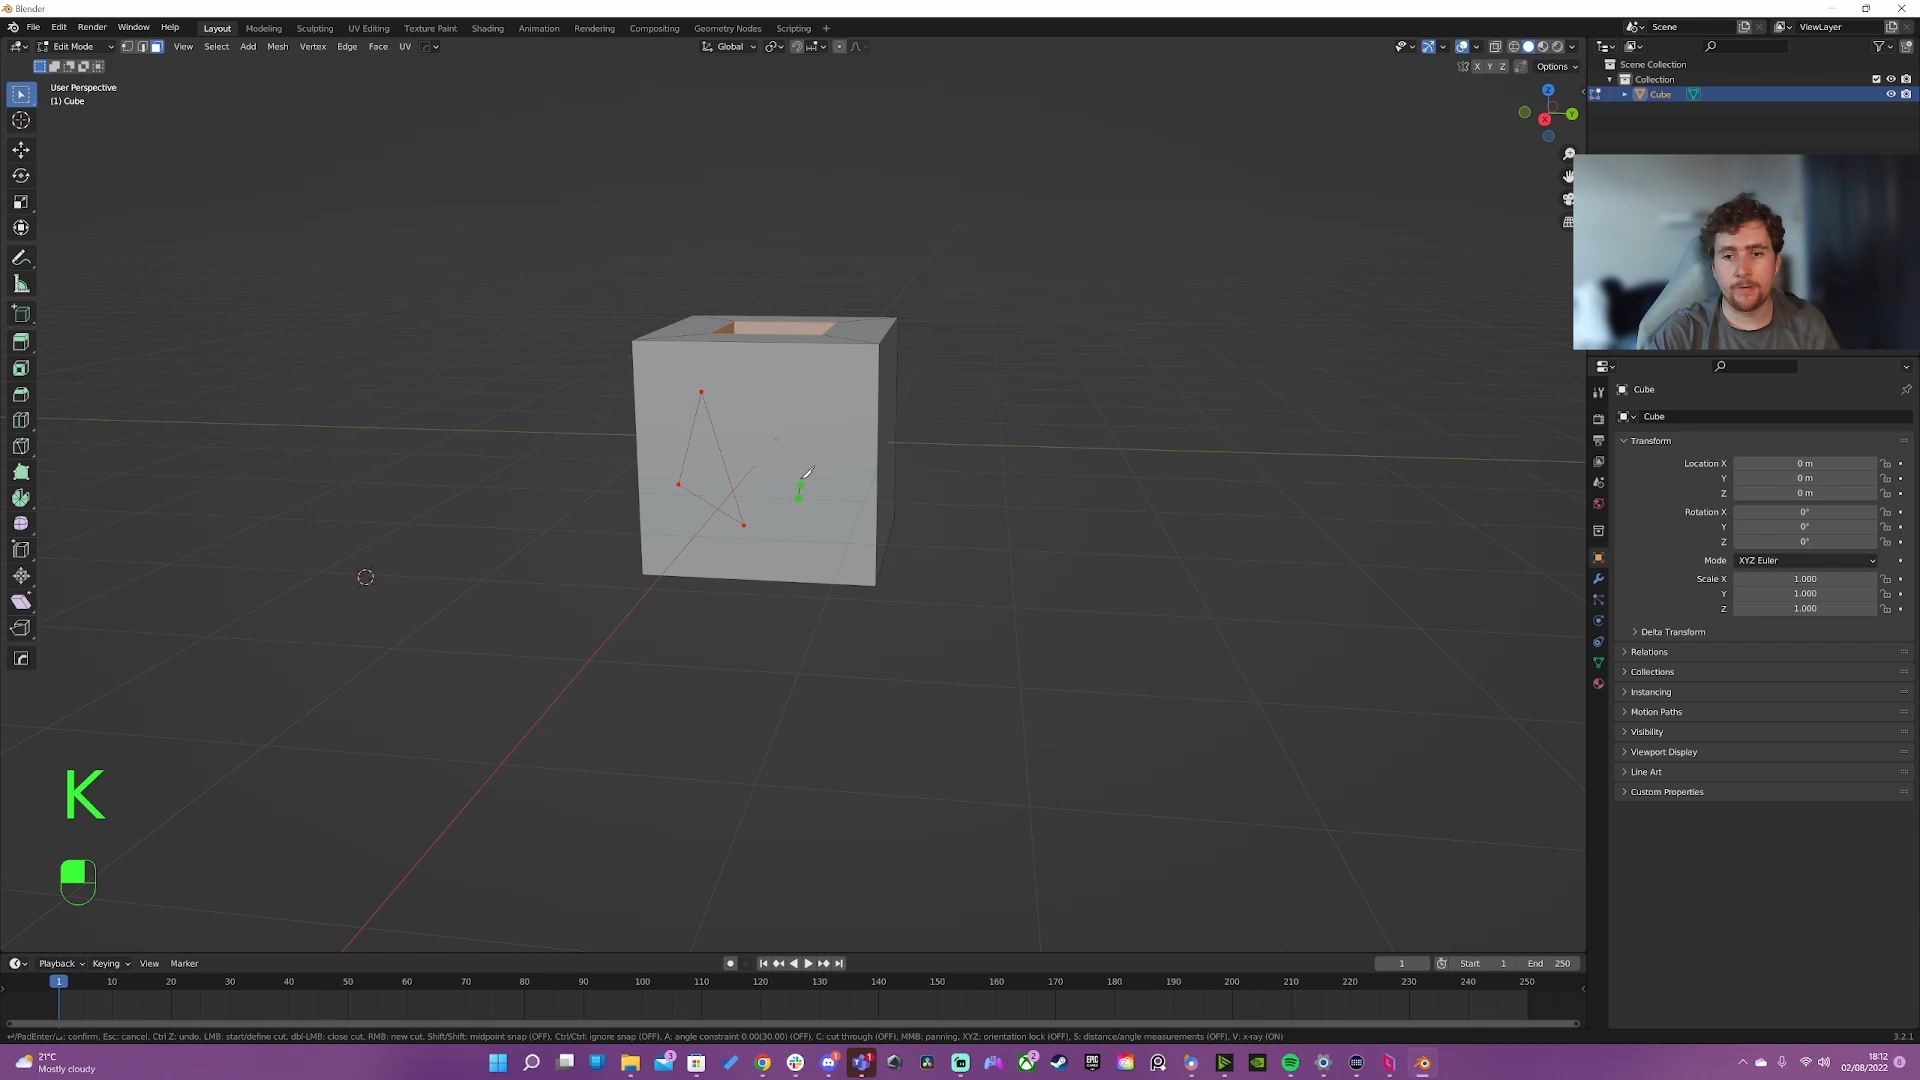 Blender
File Edit Render Window Help Layout Modeling Sculpting UV Editing Texture Paint Shading Animation Rendering Compositing Geometry Nodes Scripting + Scene ViewLayer
Edit Mode View Select Add Mesh Vertex Edge Face UV Global
X Y Z Options
User Perspective
(1) Cube
Z
Y
X
Scene Collection
Collection
Cube
Cube
Cube
Transform
Location X 0 m
Y 0 m
Z 0 m
Rotation X 0°
Y 0°
Z 0°
Mode XYZ Euler
Scale X 1.000
Y 1.000
Z 1.000
Delta Transform
Relations
Collections
Instancing
Motion Paths
Visibility
Viewport Display
Line Art
Custom Properties
K
Playback Keying View Marker 1 Start 1 End 250
1 10 20 30 40 50 60 70 80 90 100 110 120 130 140 150 160 170 180 190 200 210 220 230 240 250
/PadEnter/: confirm, Esc: cancel, Ctrl Z: undo, LMB: start/define cut, dbl-LMB: close cut, RMB: new cut, Shift/Shift: midpoint snap (OFF), Ctrl/Ctrl: ignore snap (OFF), A: angle constraint 0.00(30.00) (OFF), C: cut through (OFF), MMB: panning, XYZ: orientation lock (OFF), S: distance/angle measurements (OFF), V: x-ray (ON) 3.2.1
21°C
Mostly cloudy
3 1 1 2
EPIC GAMES
18:12
02/08/2022
8